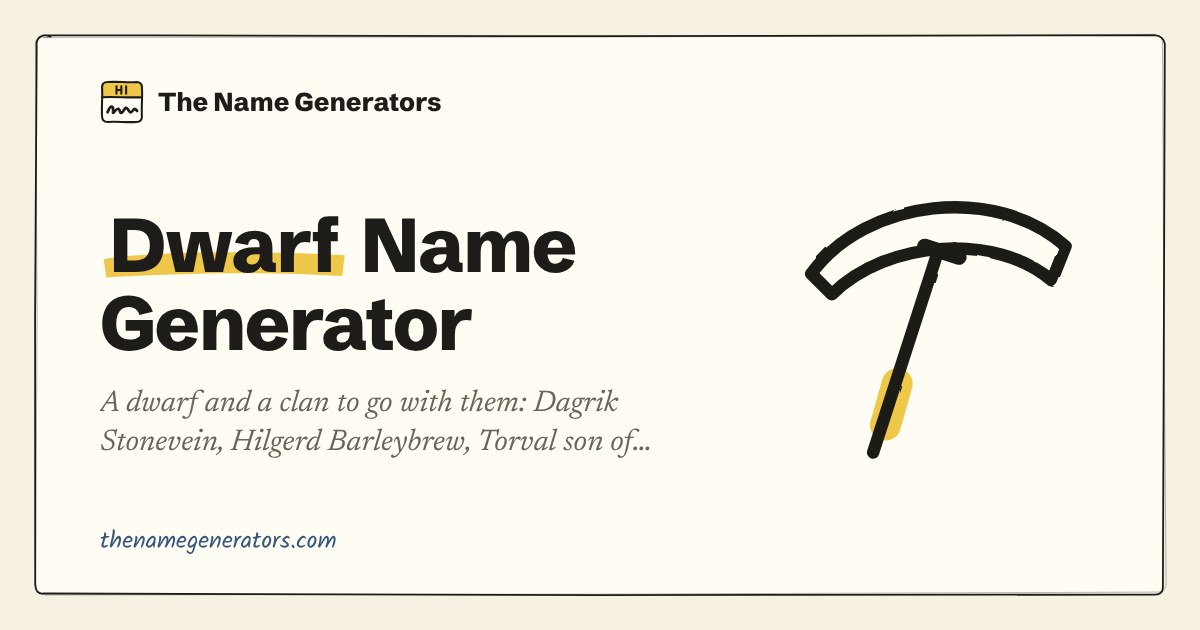 HI
The Name Generators
Dwarf Name
Generator
A dwarf and a clan to go with them: Dagrik
Stonevein, Hilgerd Barleybrew, Torval son of...
thenamegenerators.com